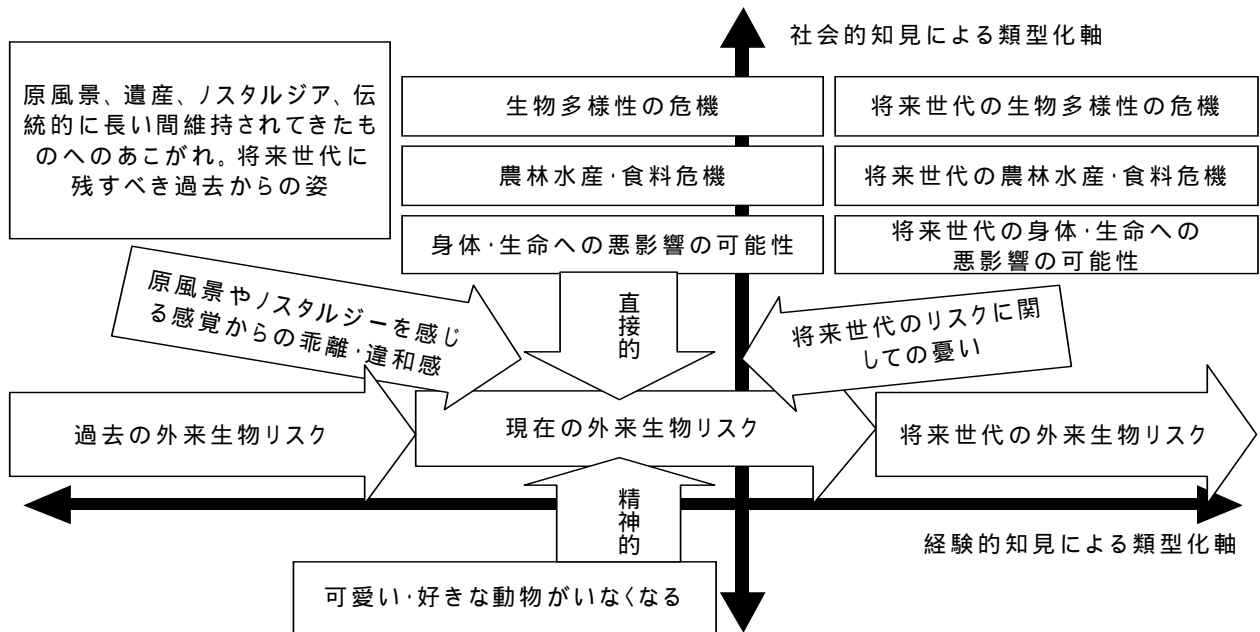 社会的知見による類型化軸
原風景、遺産、ノスタルジア、伝
統的に長い間維持されてきたも
のへのあこがれ。将来世代に
残すべき過去からの姿
生物多様性の危機
将来世代の生物多様性の危機
農林水産・食料危機
将来世代の農林水産・食料危機
身体・生命への悪影響の可能性
将来世代の身体・生命への
悪影響の可能性
原風景やノスタルジーを感じ
る感覚からの乖離・違和感
直接的
将来世代のリスクに関
しての憂い
過去の外来生物リスク
現在の外来生物リスク
将来世代の外来生物リスク
精神的
経験的知見による類型化軸
可愛い・好きな動物がいなくなる